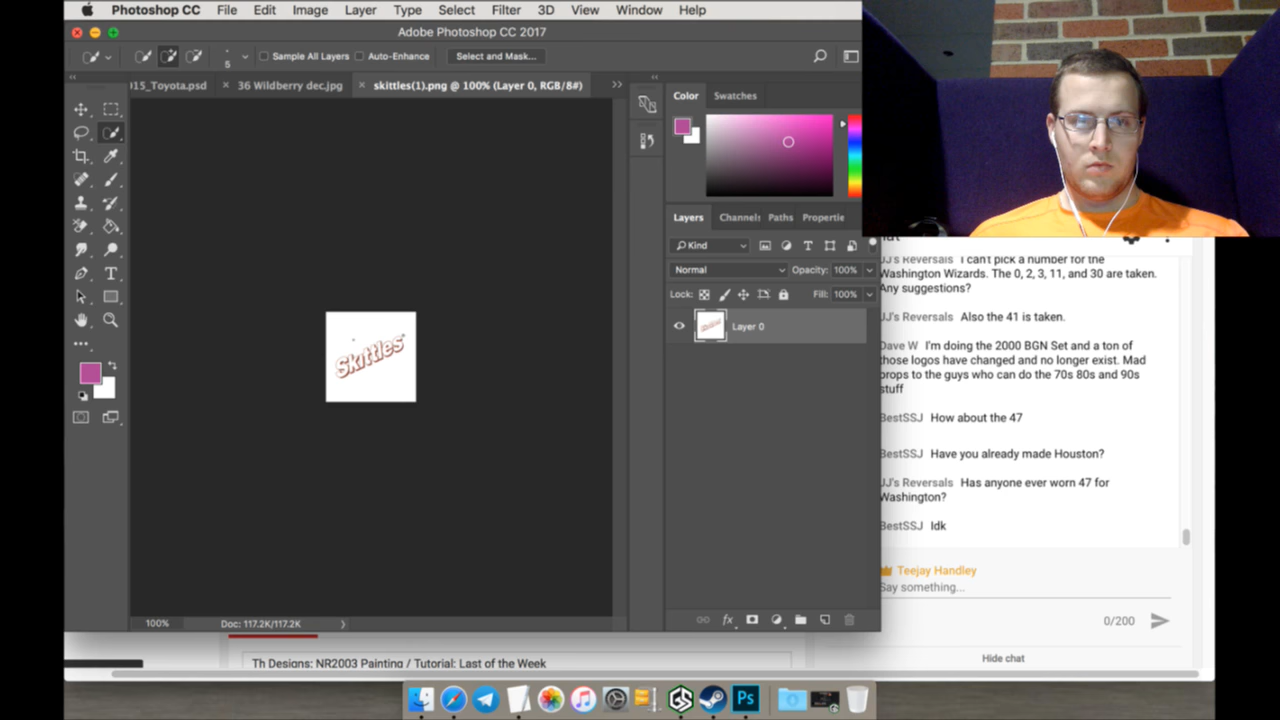 Photoshop CC File Edit Image Layer Type Select Filter 3D View Window Help
Adobe Photoshop CC 2017
5 Sample All Layers Auto-Enhance Select and Mask...
015_Toyota.psd 36 Wildberry dec.jpg skittles(1).png @ 100% (Layer 0, RGB/8#)
Color Swatches
Layers Channel: Paths Propertie
Kind
Normal Opacity: 100%
Lock: Fill: 100%
Layer 0
Skittles
100% Doc: 117.2K/117.2K
JJ's Reversals I can't pick a number for the
Washington Wizards. The 0, 2, 3, 11, and 30 are taken.
Any suggestions?
JJ's Reversals Also the 41 is taken.
Dave W I'm doing the 2000 BGN Set and a ton of
those logos have changed and no longer exist. Mad
props to the guys who can do the 70s 80s and 90s
stuff
BestSSJ How about the 47
BestSSJ Have you already made Houston?
JJ's Reversals Has anyone ever worn 47 for
Washington?
BestSSJ Idk
Teejay Handley
Say something...
0/200
Hide chat
Th Designs: NR2003 Painting / Tutorial: Last of the Week
Ps